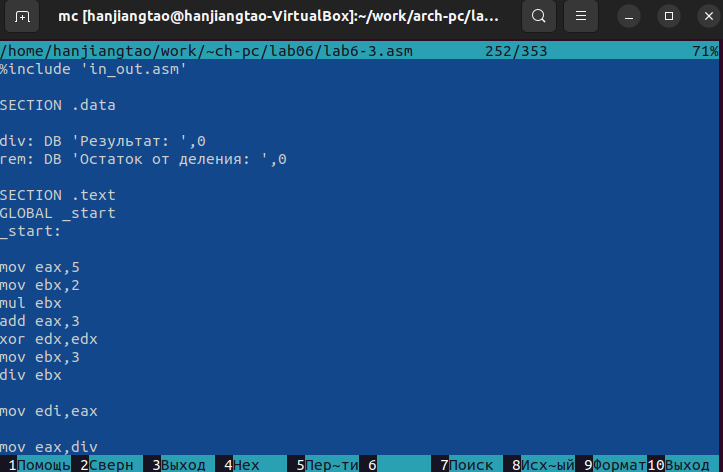 mc [hanjiangtao@hanjiangtao-VirtualBox]:~/work/arch-pc/la...
/home/hanjiangtao/work/~ch-pc/lab06/lab6-3.asm 252/353 71%
%include 'in_out.asm'
SECTION .data
div: DB 'Результат: ',0
rem: DB 'Остаток от деления: ',0
SECTION .text
GLOBAL _start
_start:
mov eax,5
mov ebx,2
mul ebx
add eax,3
xor edx,edx
mov ebx,3
div ebx
mov edi,eax
mov eax,div
1Помощь 2Сверн 3Выход 4Hex 5Пер~ти 6 7Поиск 8Исх~ый 9Формат 10Выход